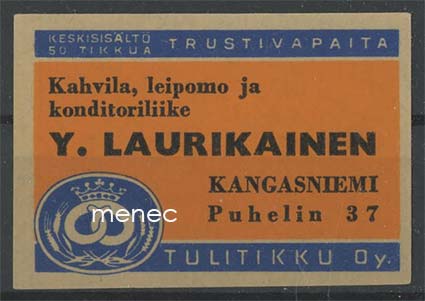 KESKISISÄLTÖ
50 TIKKUA
TRUSTIVAPAITA
Kahvila, leipomo ja
konditoriliike
Y. LAURIKAINEN
KANGASNIEMI
Puhelin 37
menec
TULITIKKU Oy.